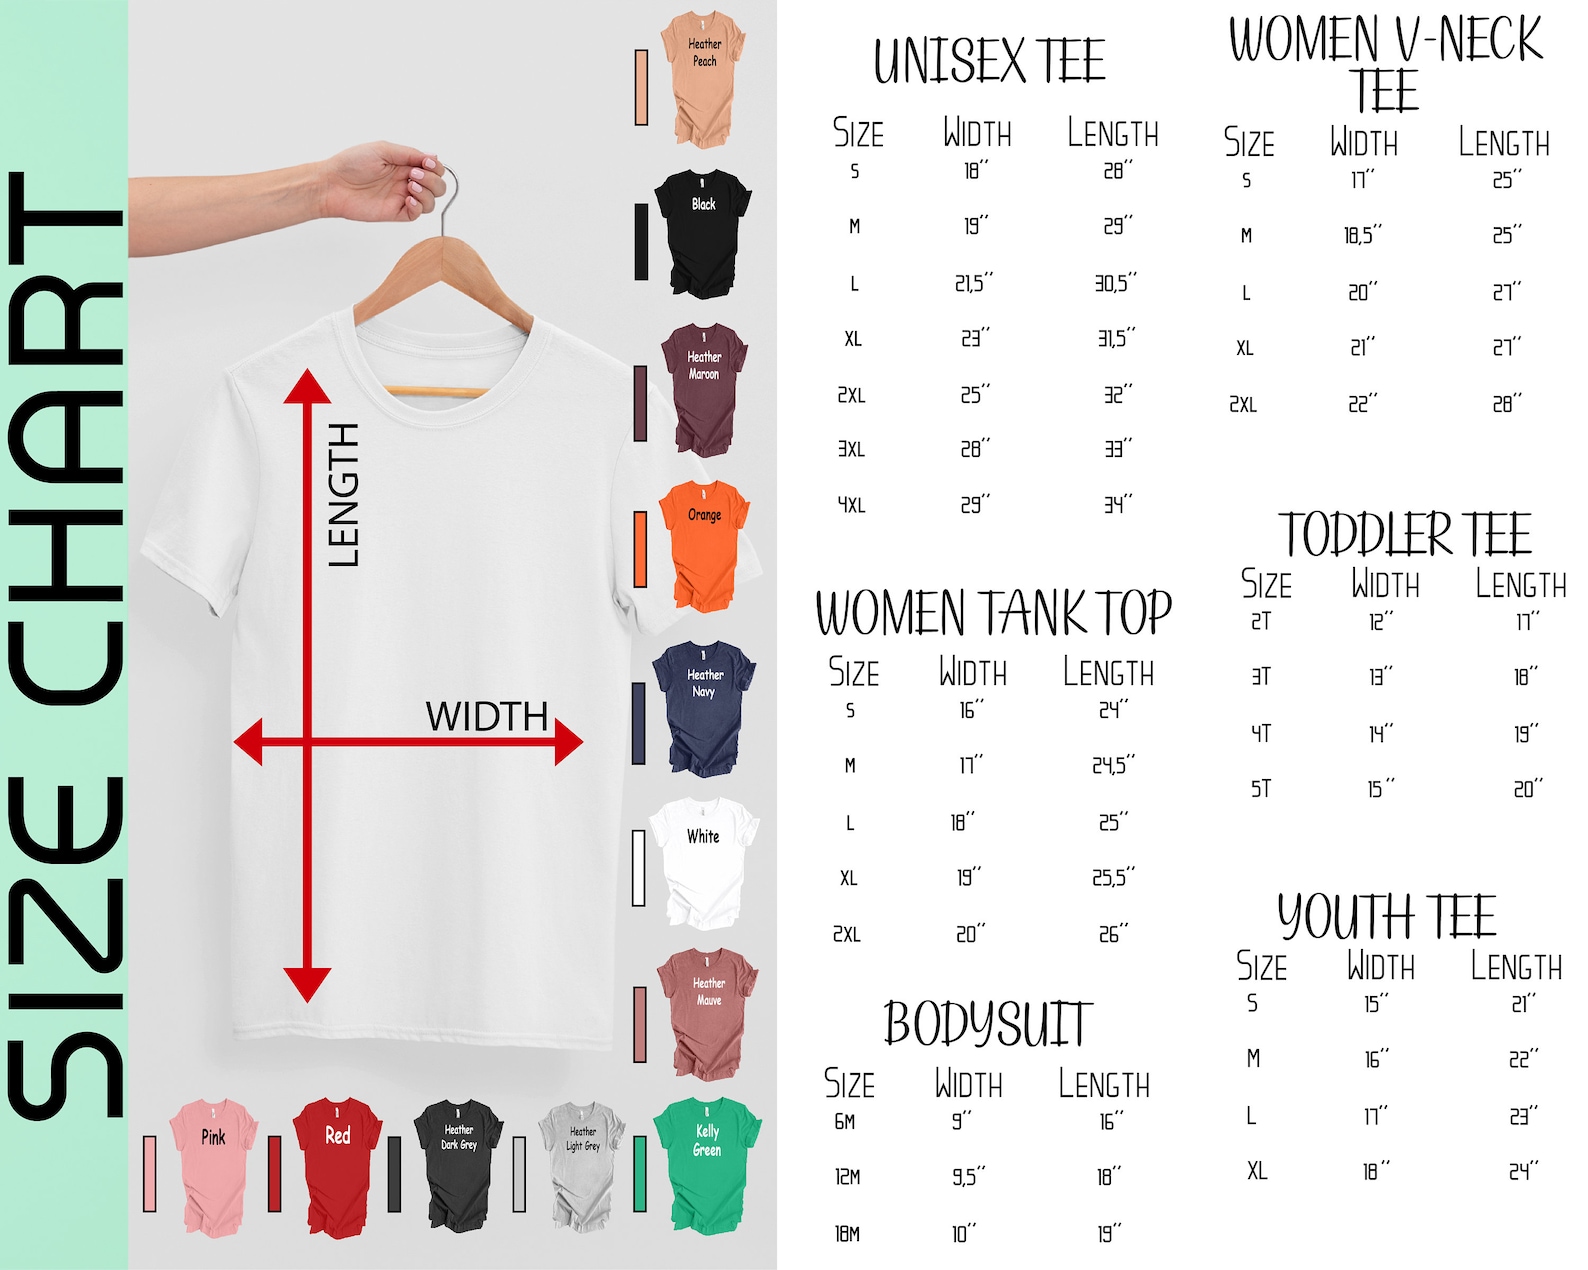 SIZE CHART
LENGTH
WIDTH
Heather
Peach
Black
Heather
Maroon
Orange
Heather
Navy
White
Heather
Mauve
Pink
Red
Heather
Dark Grey
Heather
Light Grey
Kelly
Green
UNISEX TEE
SIZE WIDTH LENGTH
S 18'' 28''
M 19'' 29''
L 21,5'' 30,5''
XL 23'' 31,5''
2XL 25'' 32''
3XL 28'' 33''
4XL 29'' 34''
WOMEN TANK TOP
SIZE WIDTH LENGTH
S 16'' 24''
M 17'' 24,5''
L 18'' 25''
XL 19'' 25,5''
2XL 20'' 26''
BODYSUIT
SIZE WIDTH LENGTH
6M 9'' 16''
12M 9,5'' 18''
18M 10'' 19''
WOMEN V-NECK
TEE
SIZE WIDTH LENGTH
S 17'' 25''
M 18,5'' 25''
L 20'' 27''
XL 21'' 27''
2XL 22'' 28''
TODDLER TEE
SIZE WIDTH LENGTH
2T 12'' 17''
3T 13'' 18''
4T 14'' 19''
5T 15'' 20''
YOUTH TEE
SIZE WIDTH LENGTH
S 15'' 21''
M 16'' 22''
L 17'' 23''
XL 18'' 24''